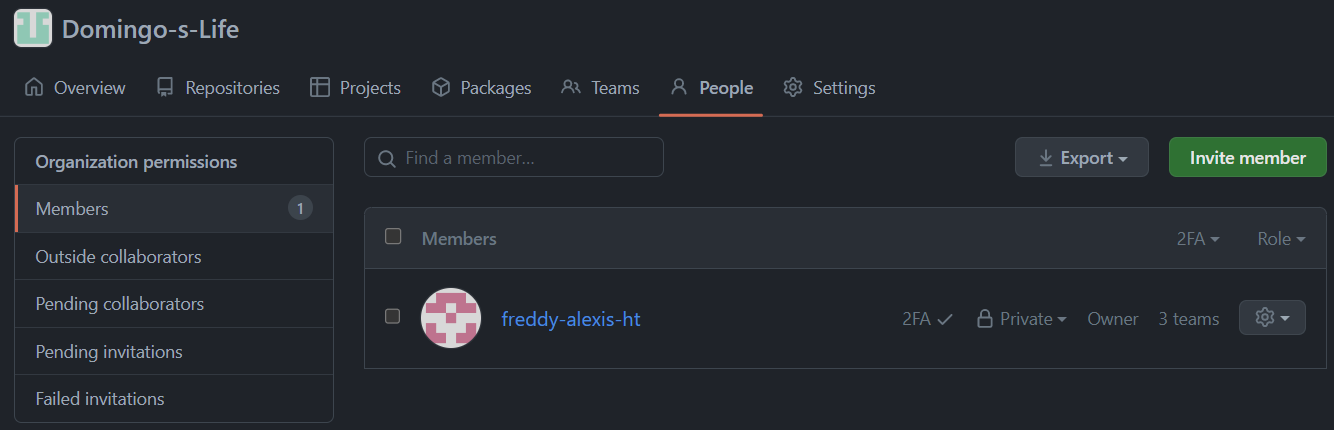 Domingo-s-Life
Overview Repositories Projects Packages Teams People Settings
Organization permissions
Members 1
Outside collaborators
Pending collaborators
Pending invitations
Failed invitations
Find a member...
Export
Invite member
Members 2FA Role
freddy-alexis-ht 2FA Private Owner 3 teams